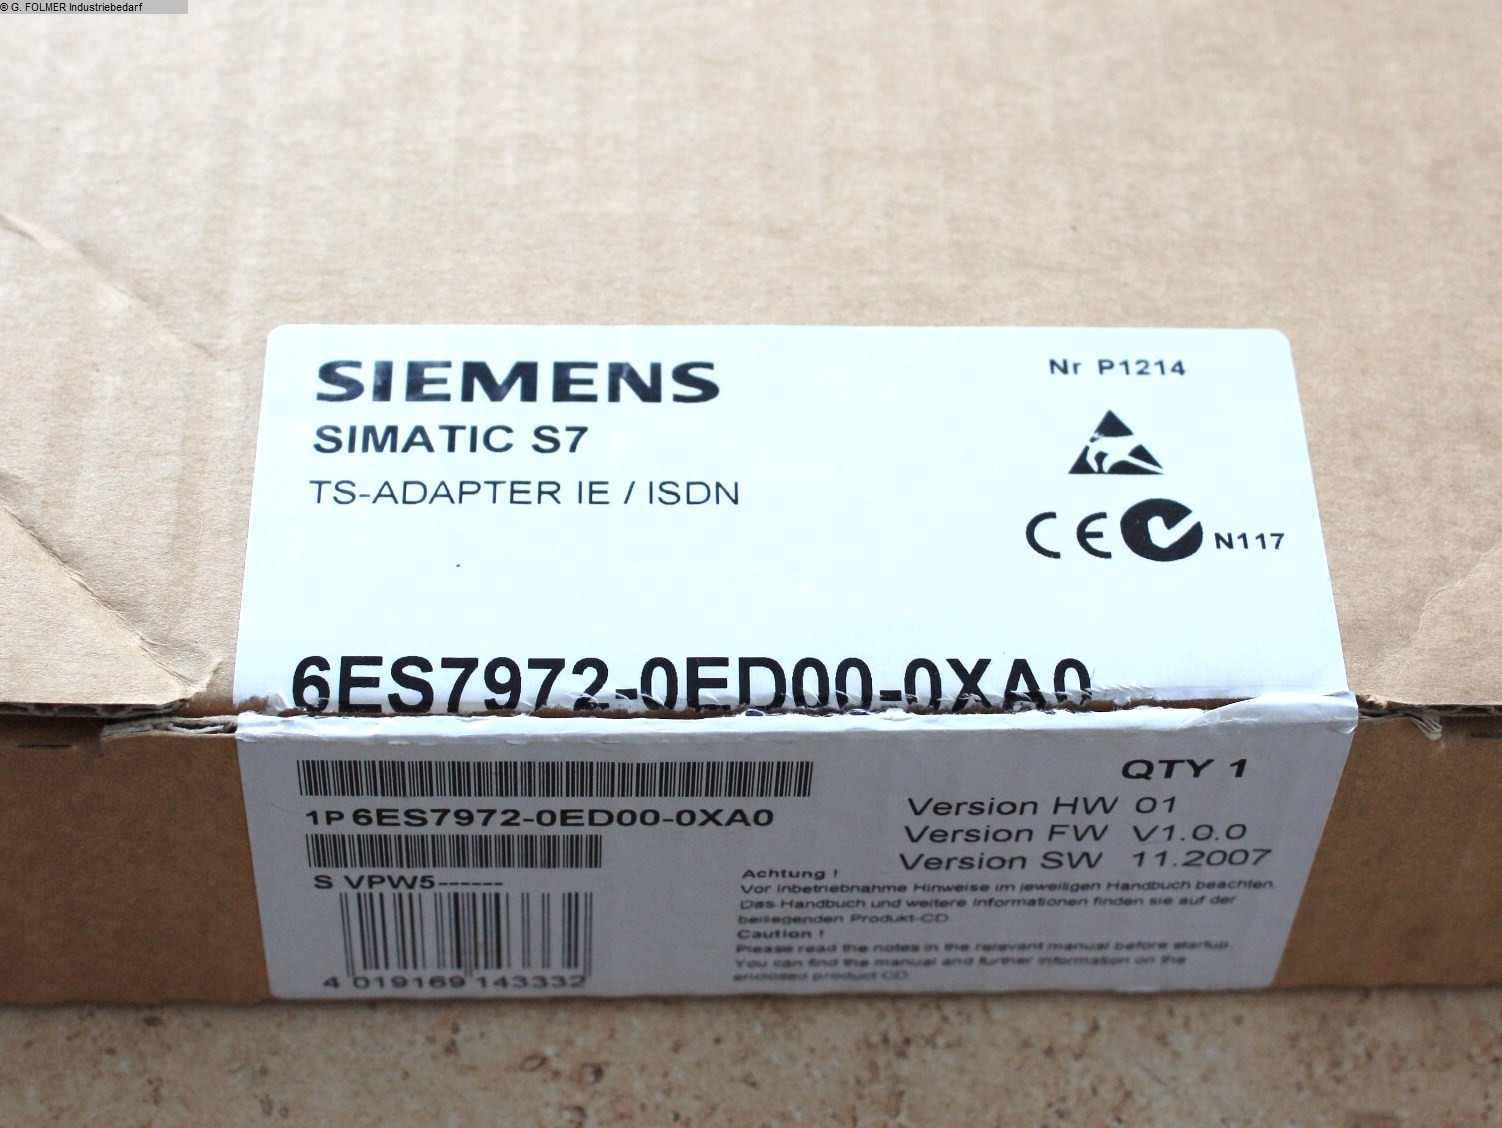 ® G. FOLMER Industriebedarf
SIEMENS
SIMATIC S7
TS-ADAPTER IE / ISDN
Nr P1214
CE N117
6ES7972-0ED00-0XA0
QTY 1
1P 6ES7972-0ED00-0XA0
Version HW 01
Version FW V1.0.0
Version SW 11.2007
S VPW5------
Achtung !
Vor Inbetriebnahme Hinweise im jeweiligen Handbuch beachten.
Das Handbuch und weitere Informationen finden sie auf der
beiliegenden Produkt-CD
Caution !
Please read the notes in the relevant manual before startup.
You can find the manual and further information on the
enclosed product CD.
4 019169 143332